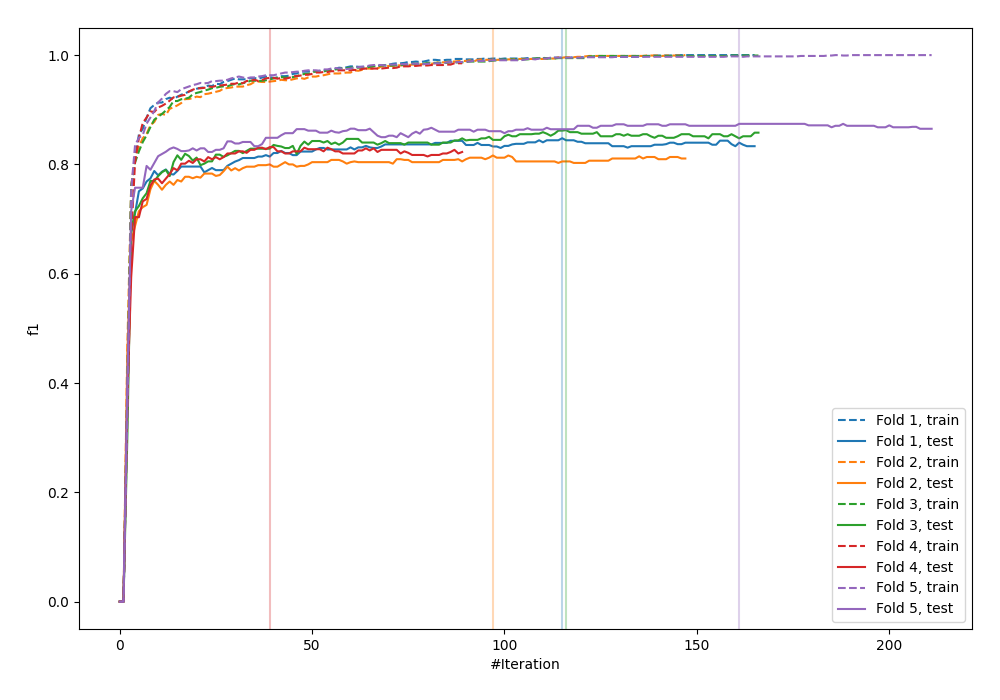 1.0
0.8
0.6
0.4
0.2
0.0
f1
0
50
100
150
200
#Iteration
Fold 1, train
Fold 1, test
Fold 2, train
Fold 2, test
Fold 3, train
Fold 3, test
Fold 4, train
Fold 4, test
Fold 5, train
Fold 5, test